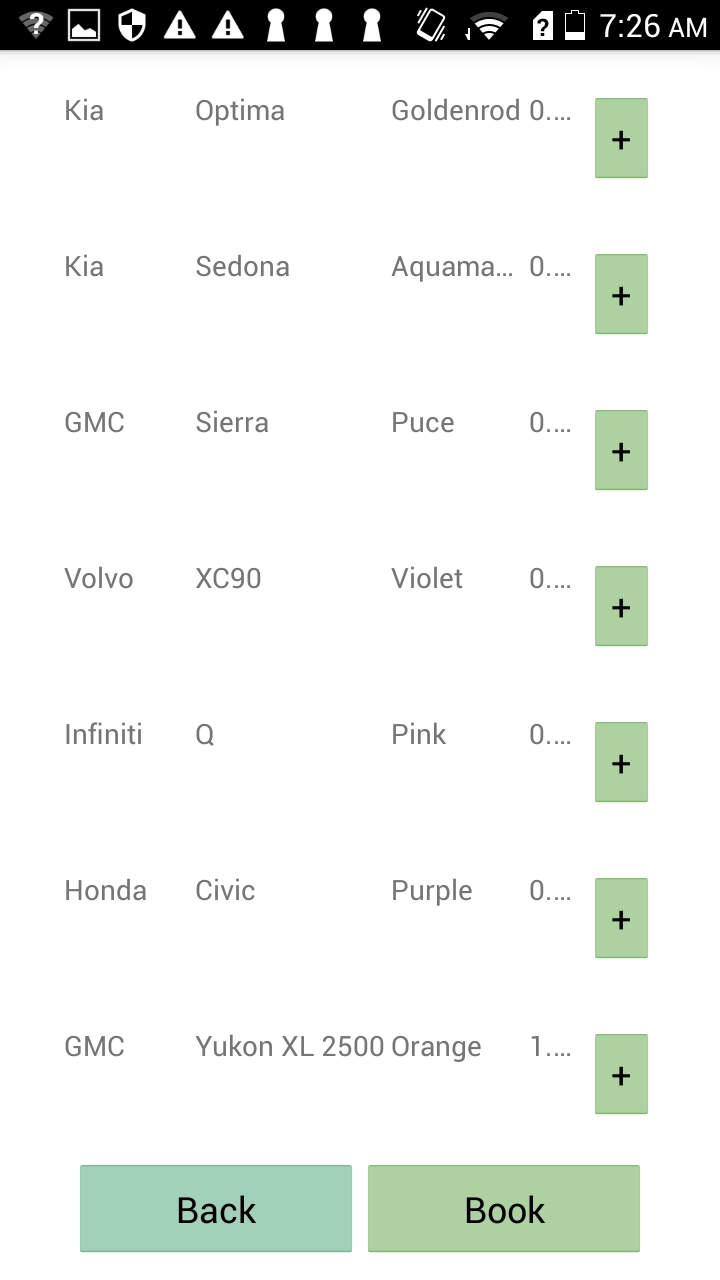 7:26 AM
Kia Optima Goldenrod 0.... +
Kia Sedona Aquama... 0.... +
GMC Sierra Puce 0.... +
Volvo XC90 Violet 0.... +
Infiniti Q Pink 0.... +
Honda Civic Purple 0.... +
GMC Yukon XL 2500 Orange 1.... +
Back Book